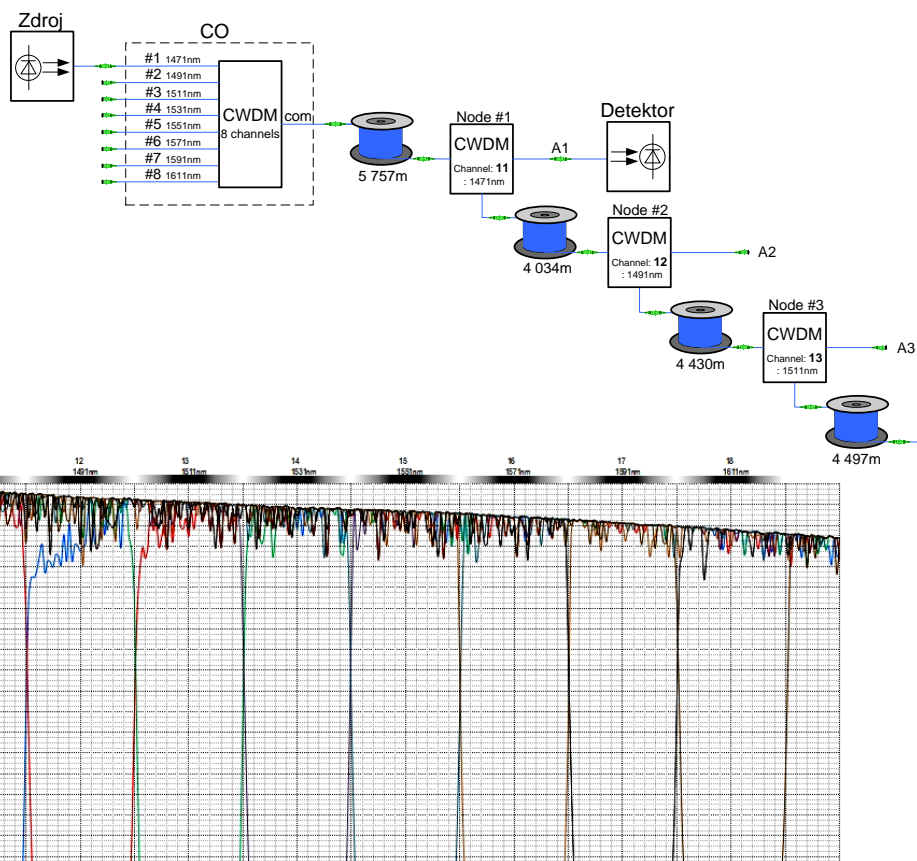 Zdroj
CO
#1 1471nm
#2 1491nm
#3 1511nm
#4 1531nm
#5 1551nm
#6 1571nm
#7 1591nm
#8 1611nm
CWDM
8 channels
com
5 757m
Node #1
CWDM
Channel: 11
: 1471nm
A1
Detektor
4 034m
Node #2
CWDM
Channel: 12
: 1491nm
A2
4 430m
Node #3
CWDM
Channel: 13
: 1511nm
A3
4 497m
12 13 14 15 16 17 18
1491nm 1511nm 1531nm 1551nm 1571nm 1591nm 1611nm